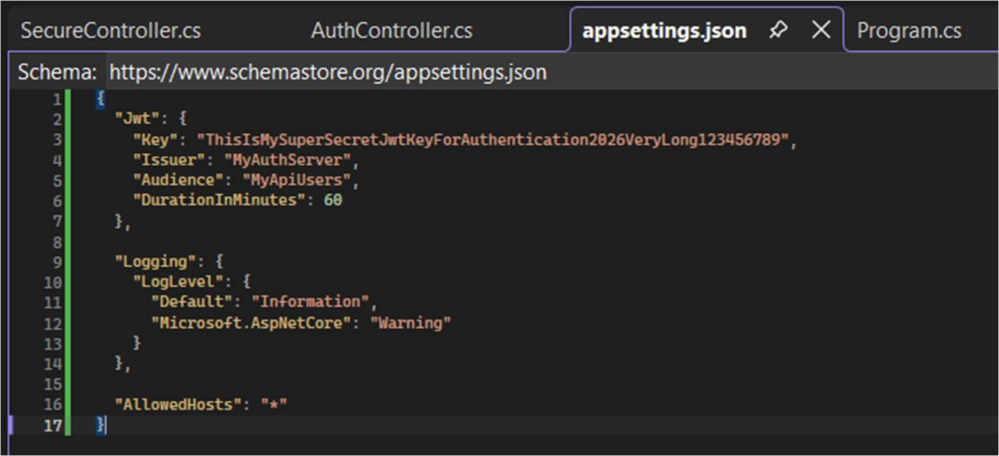 SecureController.cs AuthController.cs appsettings.json Program.cs
Schema: https://www.schemastore.org/appsettings.json
1 {
2 "Jwt": {
3 "Key": "ThisIsMySuperSecretJwtKeyForAuthentication2026VeryLong123456789",
4 "Issuer": "MyAuthServer",
5 "Audience": "MyApiUsers",
6 "DurationInMinutes": 60
7 },
8
9 "Logging": {
10 "LogLevel": {
11 "Default": "Information",
12 "Microsoft.AspNetCore": "Warning"
13 }
14 },
15
16 "AllowedHosts": "*"
17 }